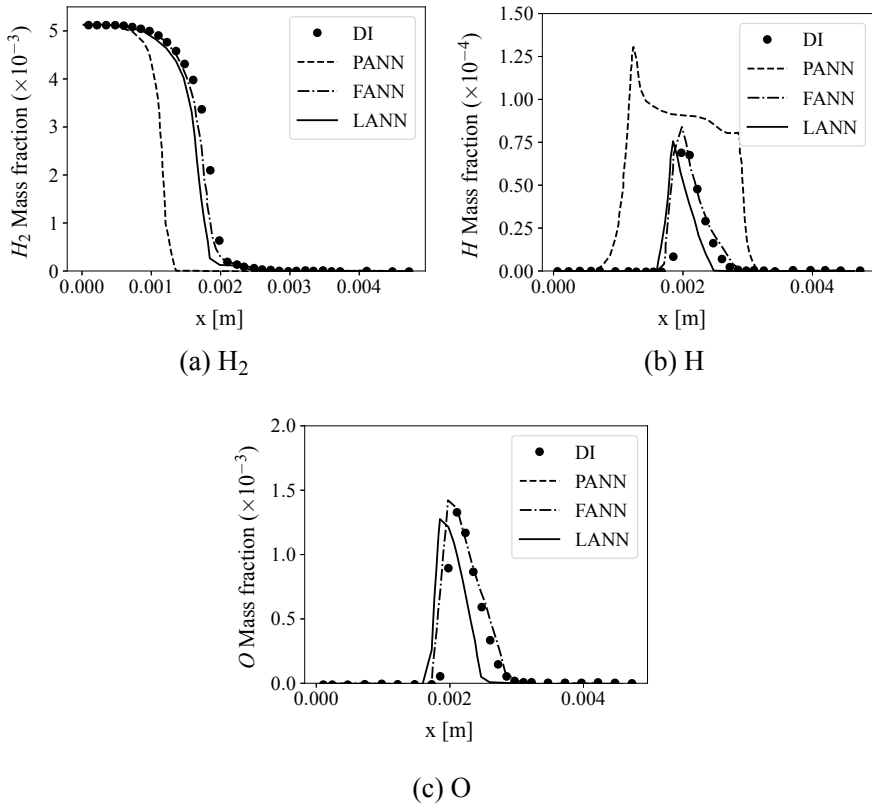 5
4
3
2
1
0
H₂ Mass fraction (×10⁻³)
0.000 0.001 0.002 0.003 0.004
x [m]
DI
PANN
FANN
LANN
(a) H₂
1.50
1.25
1.00
0.75
0.50
0.25
0.00
H Mass fraction (×10⁻⁴)
0.000 0.002 0.004
x [m]
DI
PANN
FANN
LANN
(b) H
2.0
1.5
1.0
0.5
0.0
O Mass fraction (×10⁻³)
0.000 0.002 0.004
x [m]
DI
PANN
FANN
LANN
(c) O